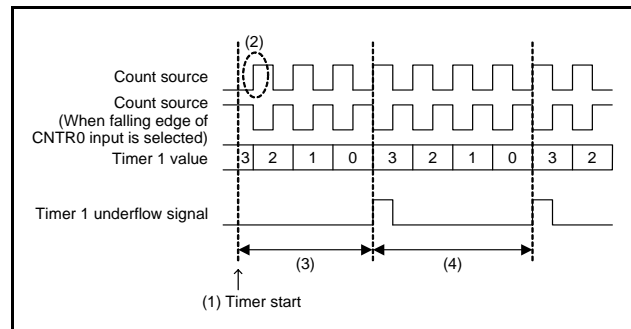 (2)
Count source
Count source
(When falling edge of
CNTR0 input is selected)
Timer 1 value
3 2 1 0 3 2 1 0 3 2
Timer 1 underflow signal
(3) (4)
(1) Timer start